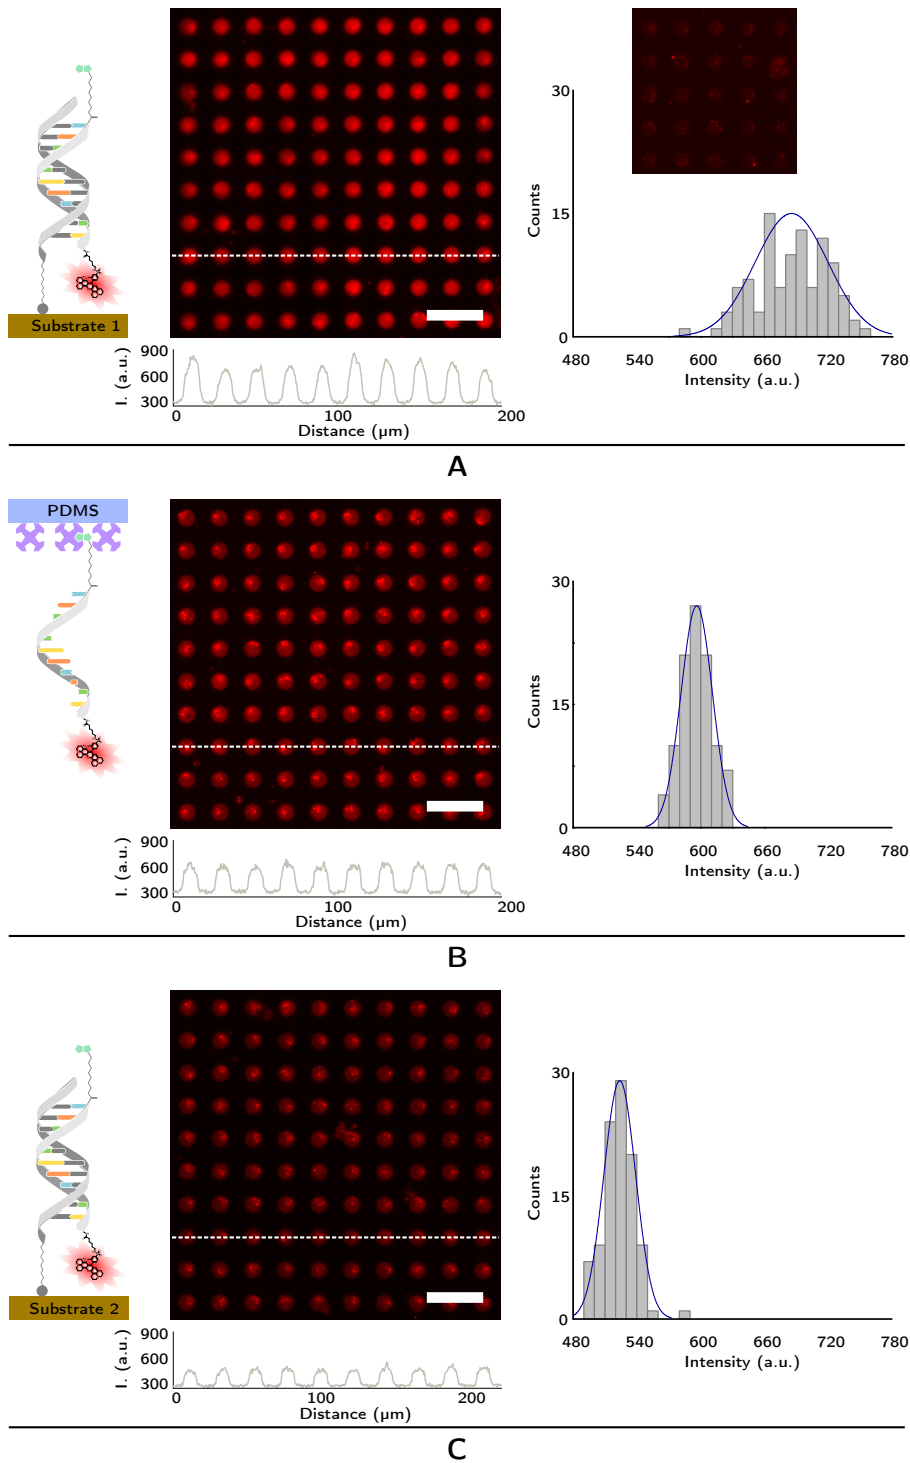 Substrate 1
I. (a.u.)
900
600
300
0
100
200
Distance (µm)
Counts
30
15
0
480
540
600
660
720
780
Intensity (a.u.)
A
PDMS
I. (a.u.)
900
600
300
0
100
200
Distance (µm)
Counts
30
15
0
480
540
600
660
720
780
Intensity (a.u.)
B
Substrate 2
I. (a.u.)
900
600
300
0
100
200
Distance (µm)
Counts
30
15
0
480
540
600
660
720
780
Intensity (a.u.)
C